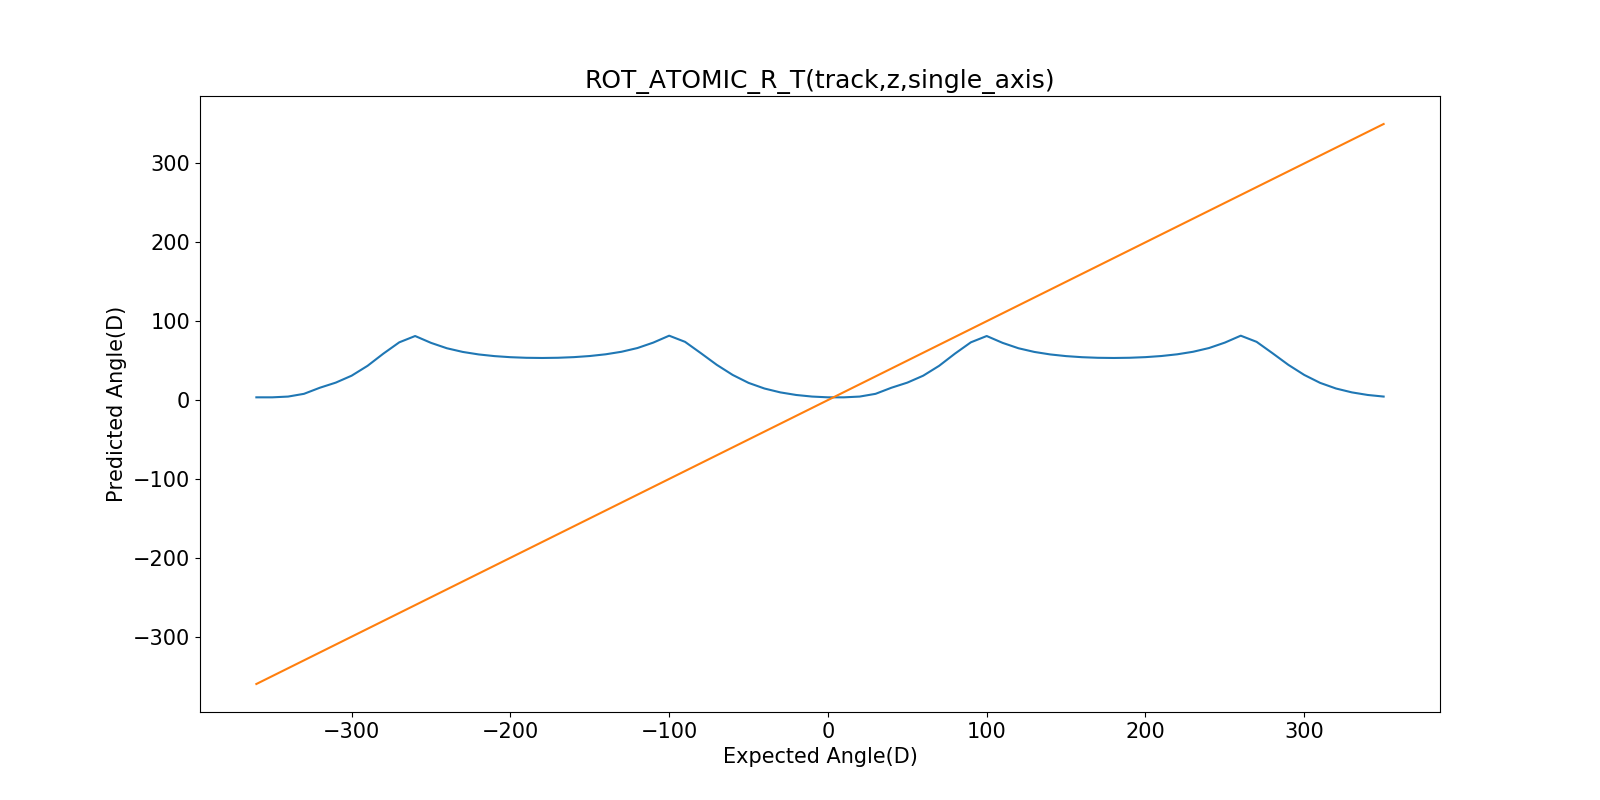 ROT_ATOMIC_R_T(track,z,single_axis)
Predicted Angle(D)
300
200
100
0
−100
−200
−300
−300 −200 −100 0 100 200 300
Expected Angle(D)